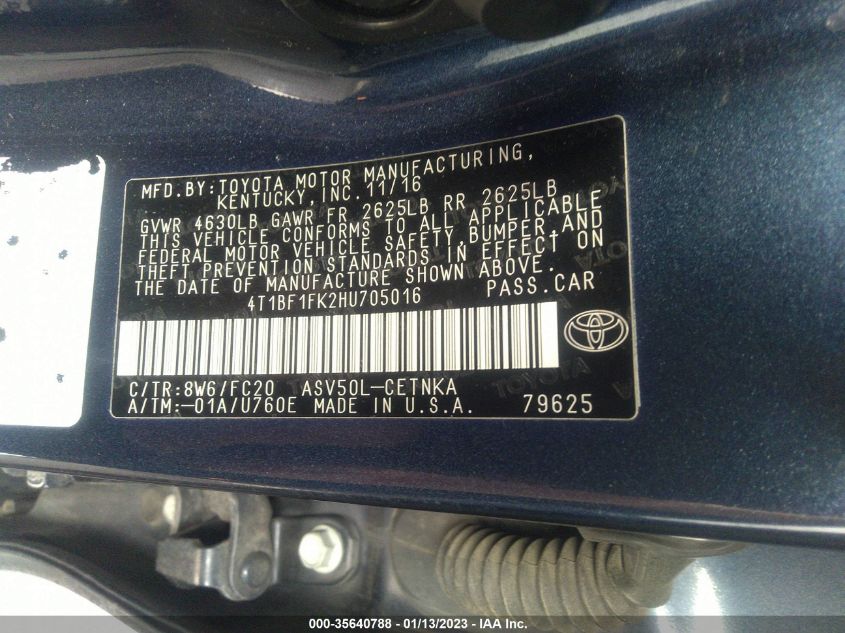 MFD.BY:TOYOTA MOTOR MANUFACTURING,
KENTUCKY,INC.11/16
GVWR 4630LB GAWR FR 2625LB RR 2625LB
THIS VEHICLE CONFORMS TO ALL APPLICABLE
FEDERAL MOTOR VEHICLE SAFETY,BUMPER,AND
THEFT PREVENTION STANDARDS IN EFFECT ON
THE DATE OF MANUFACTURE SHOWN ABOVE.
4T1BF1FK2HU705016 PASS.CAR
C/TR:8W6/FC20 ASV50L-CETNKA
A/TM:-01A/U760E MADE IN U.S.A. 79625
000-35640788 - 01/13/2023 - IAA Inc.